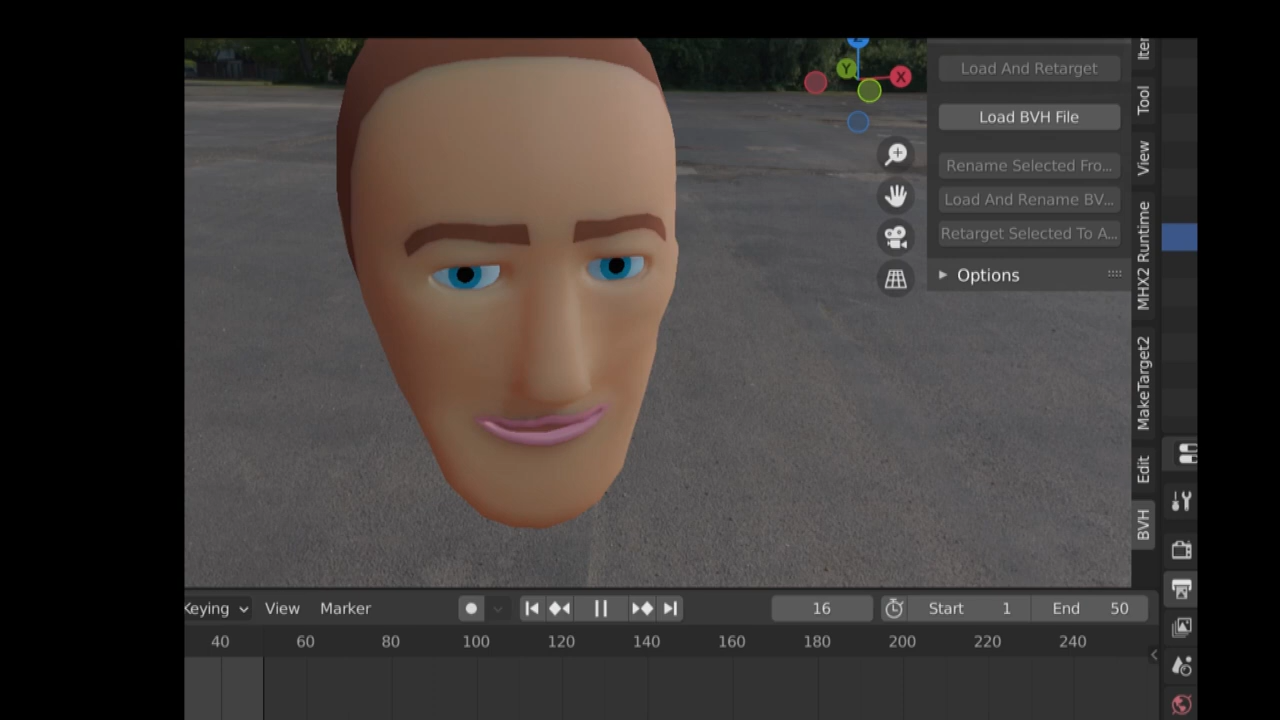 Z
Y
X
Load And Retarget
Load BVH File
Rename Selected Fro...
Load And Rename BV...
Retarget Selected To A...
Options
Tool
View
MHX2 Runtime
MakeTarget2
Edit
BVH
Keying View Marker 16 Start 1 End 50
40 60 80 100 120 140 160 180 200 220 240